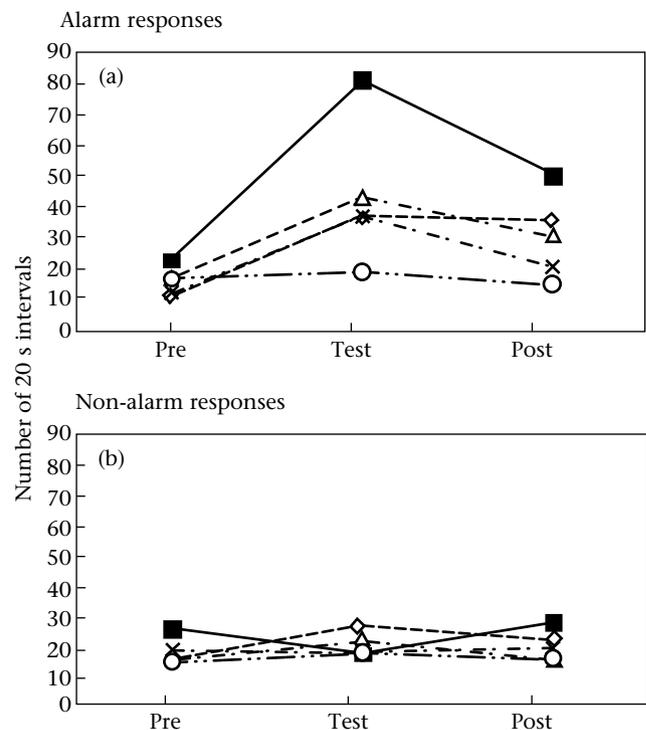 Alarm responses
90
(a)
80
70
60
50
40
30
20
10
0
Pre Test Post
Number of 20 s intervals
Non-alarm responses
90
(b)
80
70
60
50
40
30
20
10
0
Pre Test Post